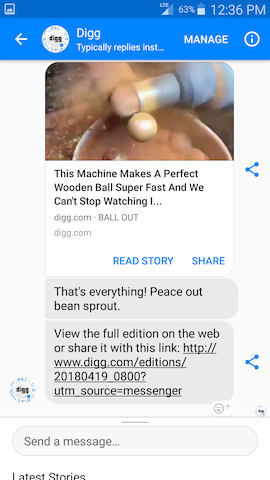 LTE 63% 12:36 PM
digg
Digg
Typically replies inst...
MANAGE
This Machine Makes A Perfect
Wooden Ball Super Fast And We
Can't Stop Watching I...
digg.com · BALL OUT
digg.com
READ STORY SHARE
That's everything! Peace out
bean sprout.
View the full edition on the web
or share it with this link: http://
www.digg.com/editions/
20180419_0800?
utm_source=messenger
digg
Send a message...
Latest Stories